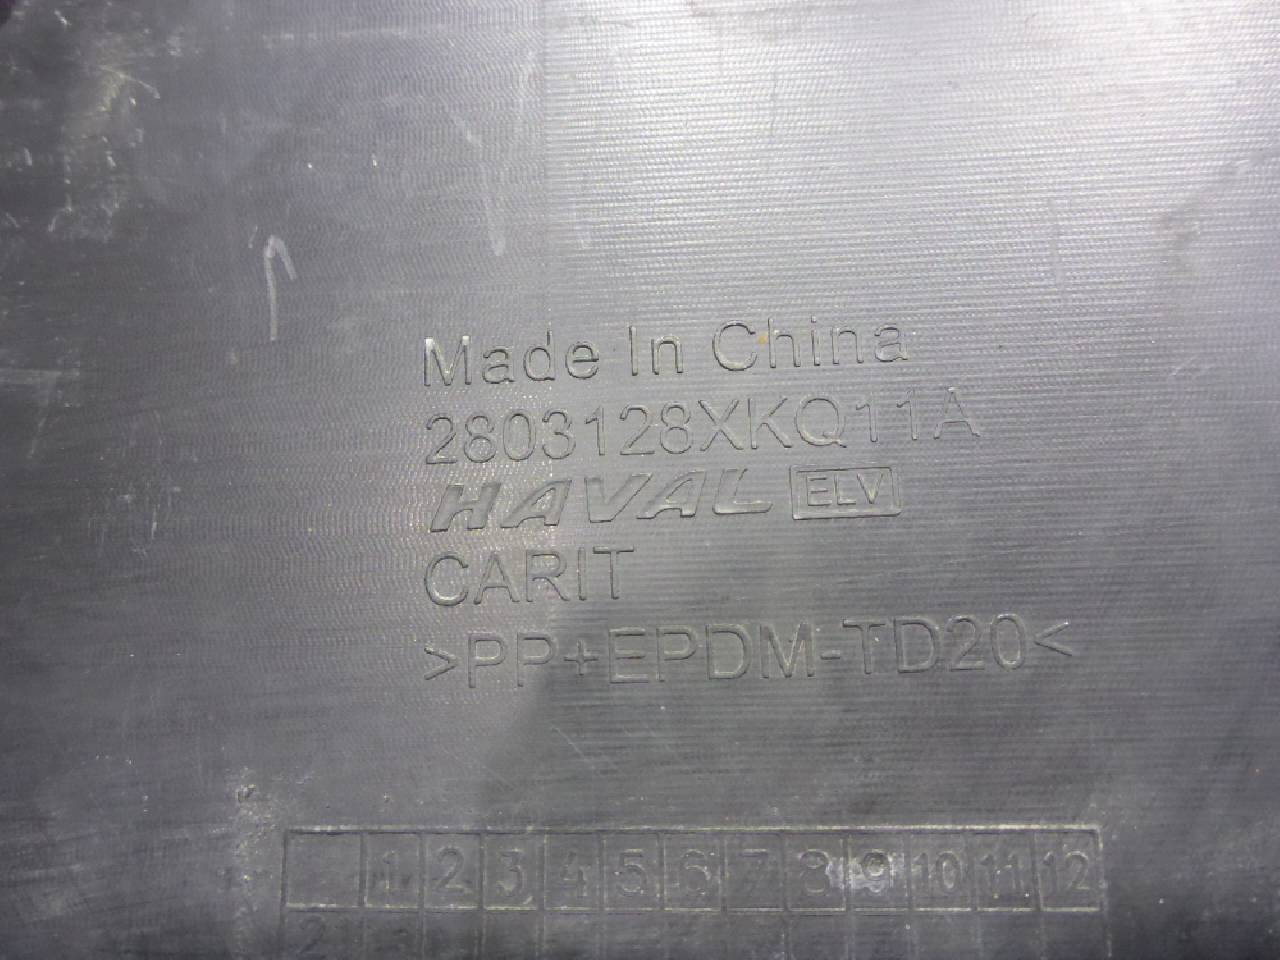 Made In China
2803128XKQ11A
HAVAL ELV
CARIT
>PP+EPDM-TD20<
1 2 3 4 5 6 7 8 9 10 11 12